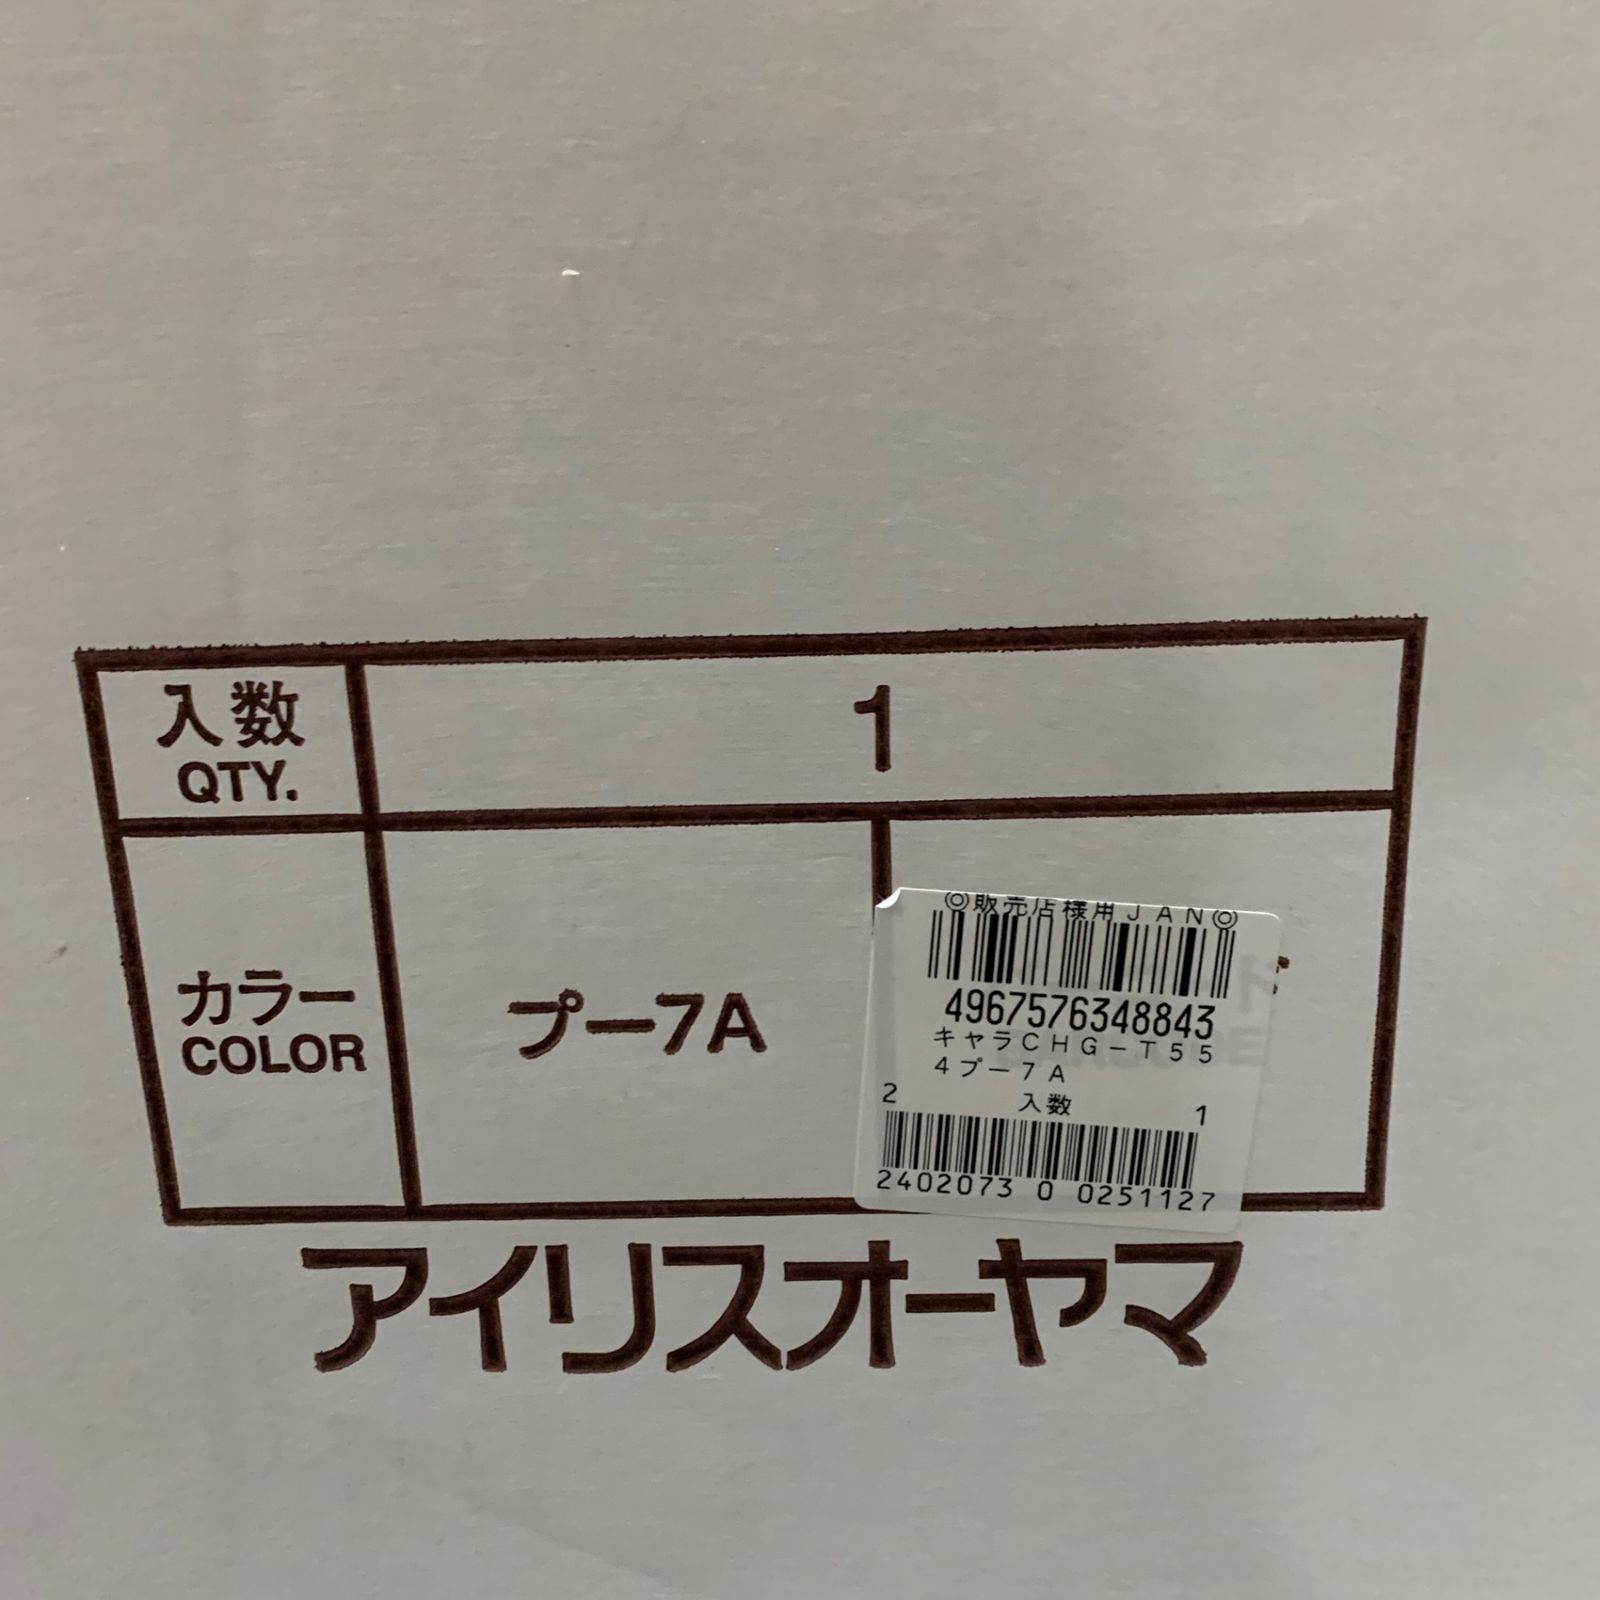 入数
QTY.
1
カラー
COLOR
プー7A
◎販売店様用JAN◎
4967576348843
キャラCHG－T55
4プー7A
2 入数 1
2402073 0 0251127
アイリスオーヤマ